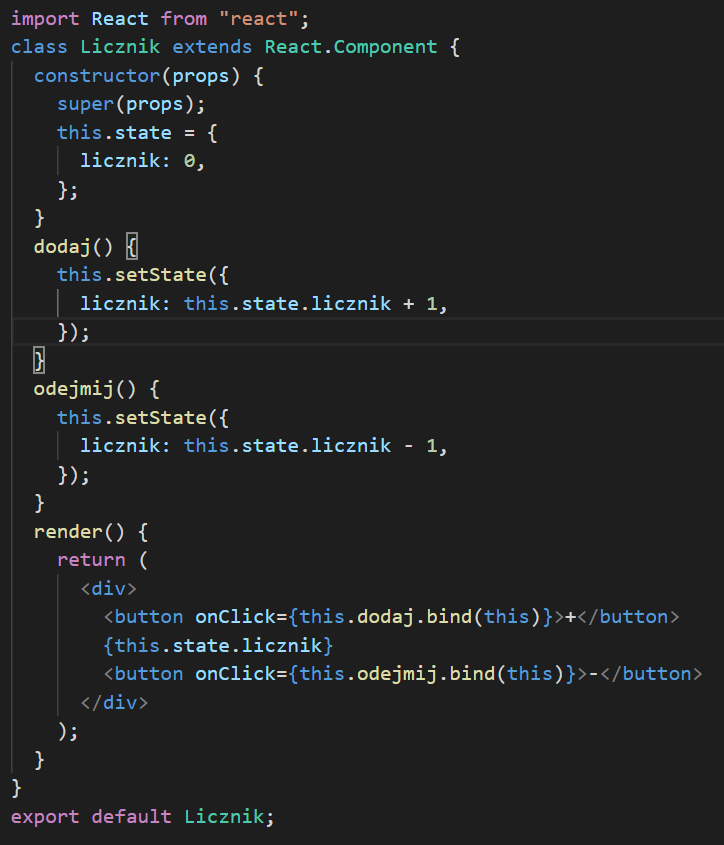 import React from "react";
class Licznik extends React.Component {
  constructor(props) {
    super(props);
    this.state = {
      licznik: 0,
    };
  }
  dodaj() {
    this.setState({
      licznik: this.state.licznik + 1,
    });
  }
  odejmij() {
    this.setState({
      licznik: this.state.licznik - 1,
    });
  }
  render() {
    return (
      <div>
        <button onClick={this.dodaj.bind(this)}>+</button>
        {this.state.licznik}
        <button onClick={this.odejmij.bind(this)}>-</button>
      </div>
    );
  }
}
export default Licznik;